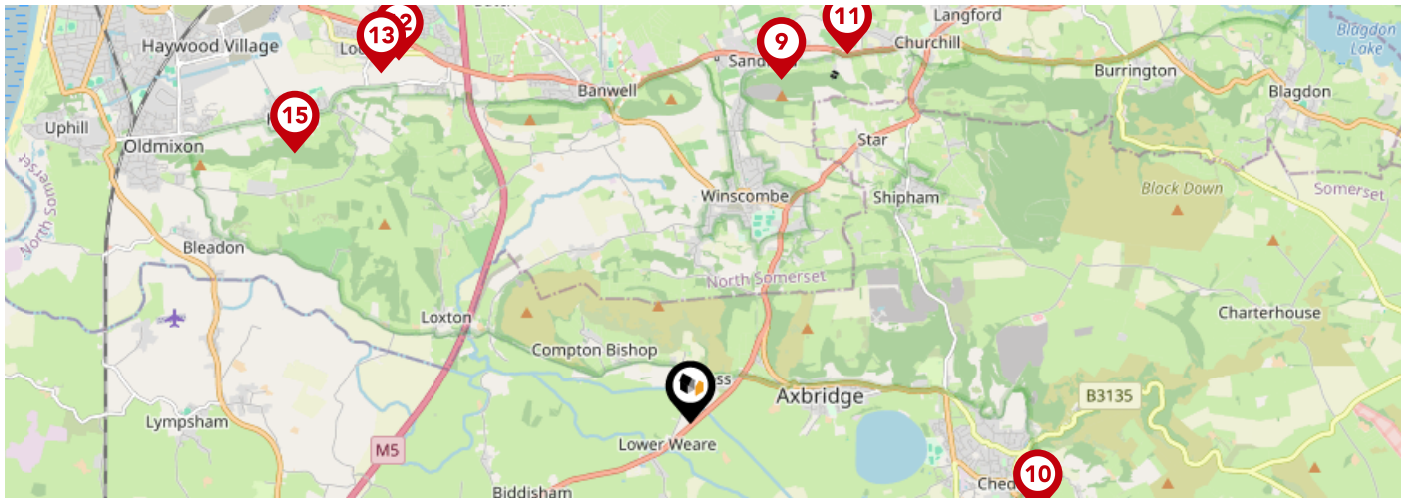 11
Langford
13
Haywood Village
9
Churchill
Blagdon
Lake
Burrington
Banwell
Blagdon
15
Uphill
Oldmixon
Star
North Somerset
Winscombe
Shipham
Black Down
Somerset
Bleadon
North Somerset
Loxton
Charterhouse
Compton Bishop
Axbridge
B3135
Lympsham
M5
Lower Weare
10
Biddisham